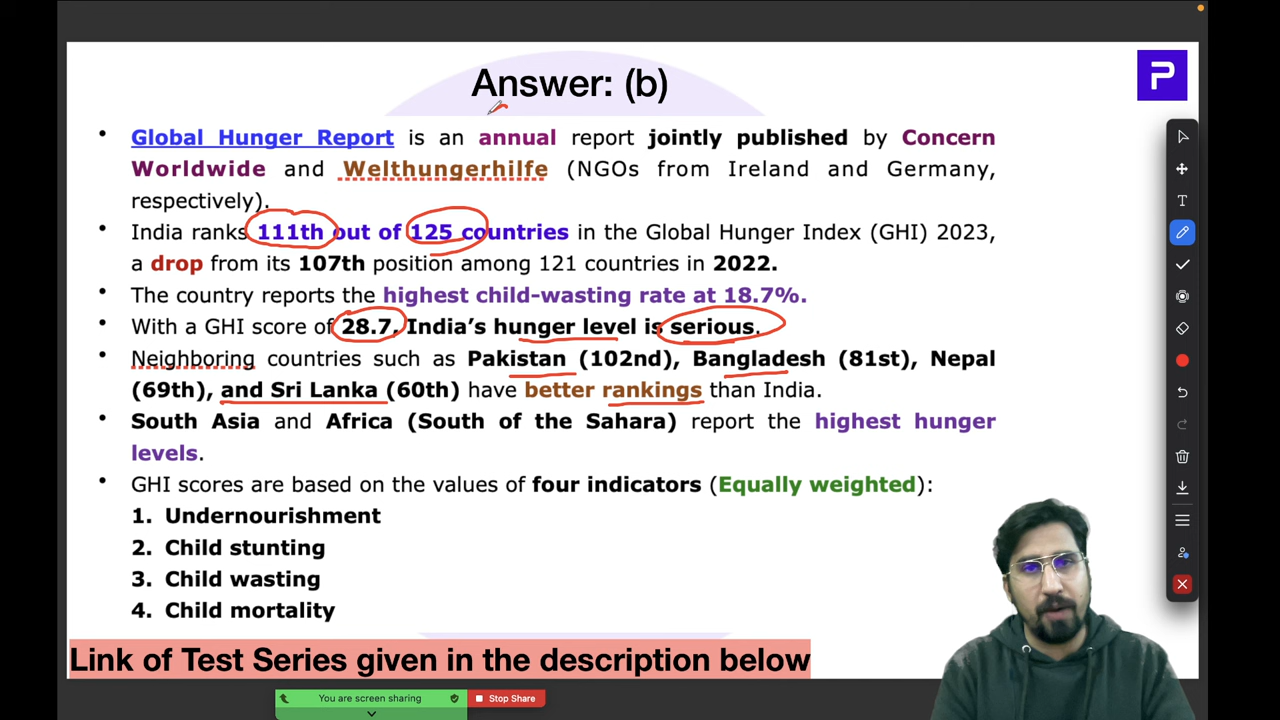 Answer: (b)
P
• Global Hunger Report is an annual report jointly published by Concern
Worldwide and Welthungerhilfe (NGOs from Ireland and Germany,
respectively).
• India ranks 111th out of 125 countries in the Global Hunger Index (GHI) 2023,
a drop from its 107th position among 121 countries in 2022.
• The country reports the highest child-wasting rate at 18.7%.
• With a GHI score of 28.7, India’s hunger level is serious.
• Neighboring countries such as Pakistan (102nd), Bangladesh (81st), Nepal
(69th), and Sri Lanka (60th) have better rankings than India.
• South Asia and Africa (South of the Sahara) report the highest hunger
levels.
• GHI scores are based on the values of four indicators (Equally weighted):
1. Undernourishment
2. Child stunting
3. Child wasting
4. Child mortality
Link of Test Series given in the description below
You are screen sharing
Stop Share
T